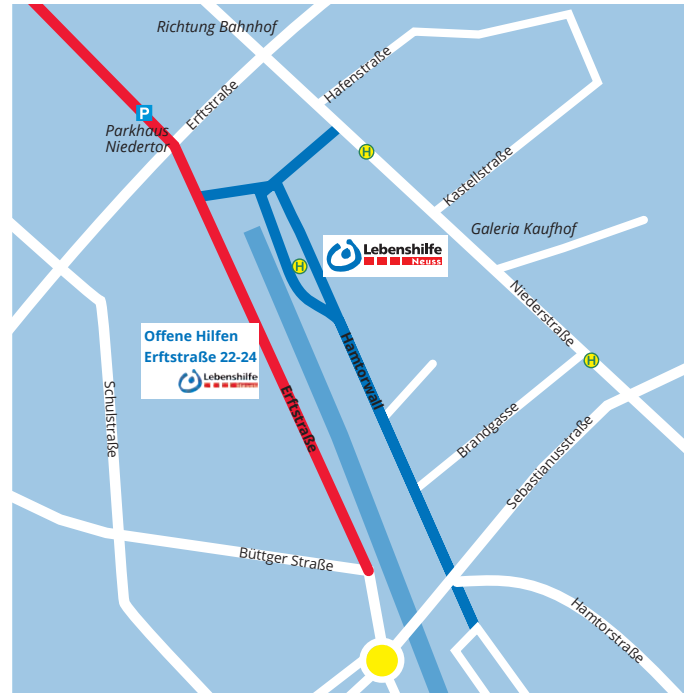 Richtung Bahnhof
Hafenstraße
Erftstraße
P
Parkhaus
Niedertor
H
Kastellstraße
Galeria Kaufhof
Lebenshilfe
Neuss
H
Niederstraße
Offene Hilfen
Erftstraße 22-24
Lebenshilfe
Neuss
Hamtorwall
H
Erftstraße
Schulstraße
Brandgasse
Sebastianusstraße
Büttger Straße
Hamtorstraße